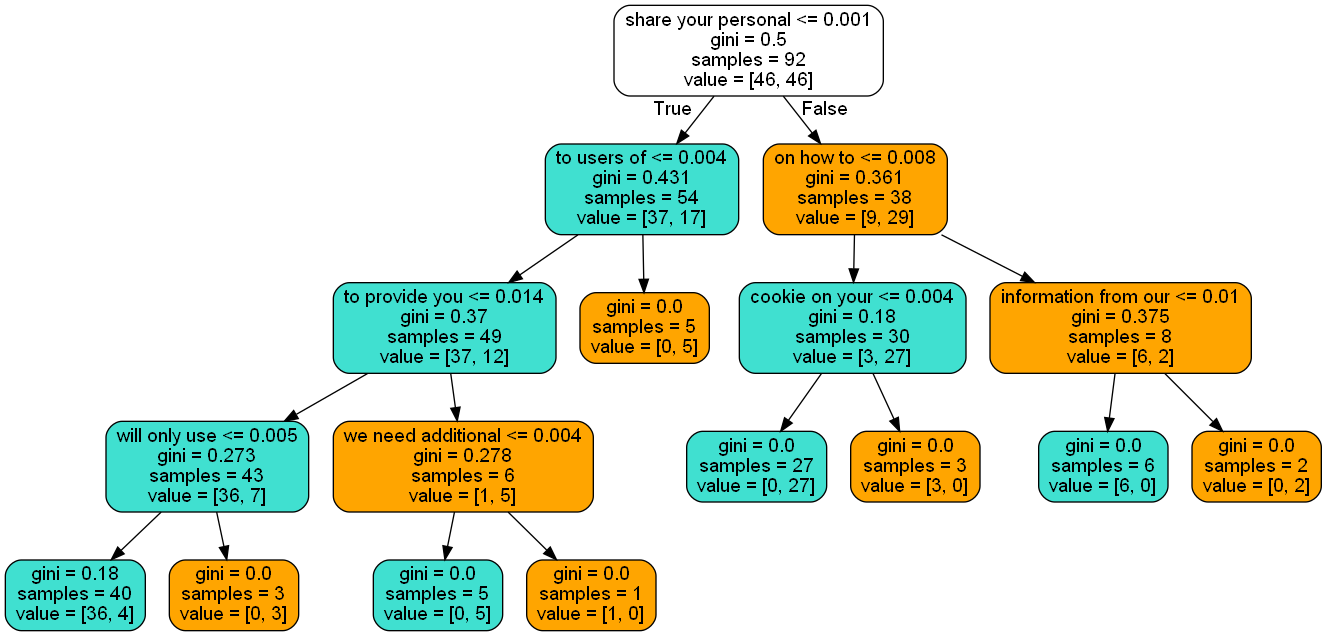 share your personal <= 0.001
gini = 0.5
samples = 92
value = [46, 46]
True
False
to users of <= 0.004
gini = 0.431
samples = 54
value = [37, 17]
on how to <= 0.008
gini = 0.361
samples = 38
value = [9, 29]
to provide you <= 0.014
gini = 0.37
samples = 49
value = [37, 12]
gini = 0.0
samples = 5
value = [0, 5]
cookie on your <= 0.004
gini = 0.18
samples = 30
value = [3, 27]
information from our <= 0.01
gini = 0.375
samples = 8
value = [6, 2]
will only use <= 0.005
gini = 0.273
samples = 43
value = [36, 7]
we need additional <= 0.004
gini = 0.278
samples = 6
value = [1, 5]
gini = 0.0
samples = 27
value = [0, 27]
gini = 0.0
samples = 3
value = [3, 0]
gini = 0.0
samples = 6
value = [6, 0]
gini = 0.0
samples = 2
value = [0, 2]
gini = 0.18
samples = 40
value = [36, 4]
gini = 0.0
samples = 3
value = [0, 3]
gini = 0.0
samples = 5
value = [0, 5]
gini = 0.0
samples = 1
value = [1, 0]